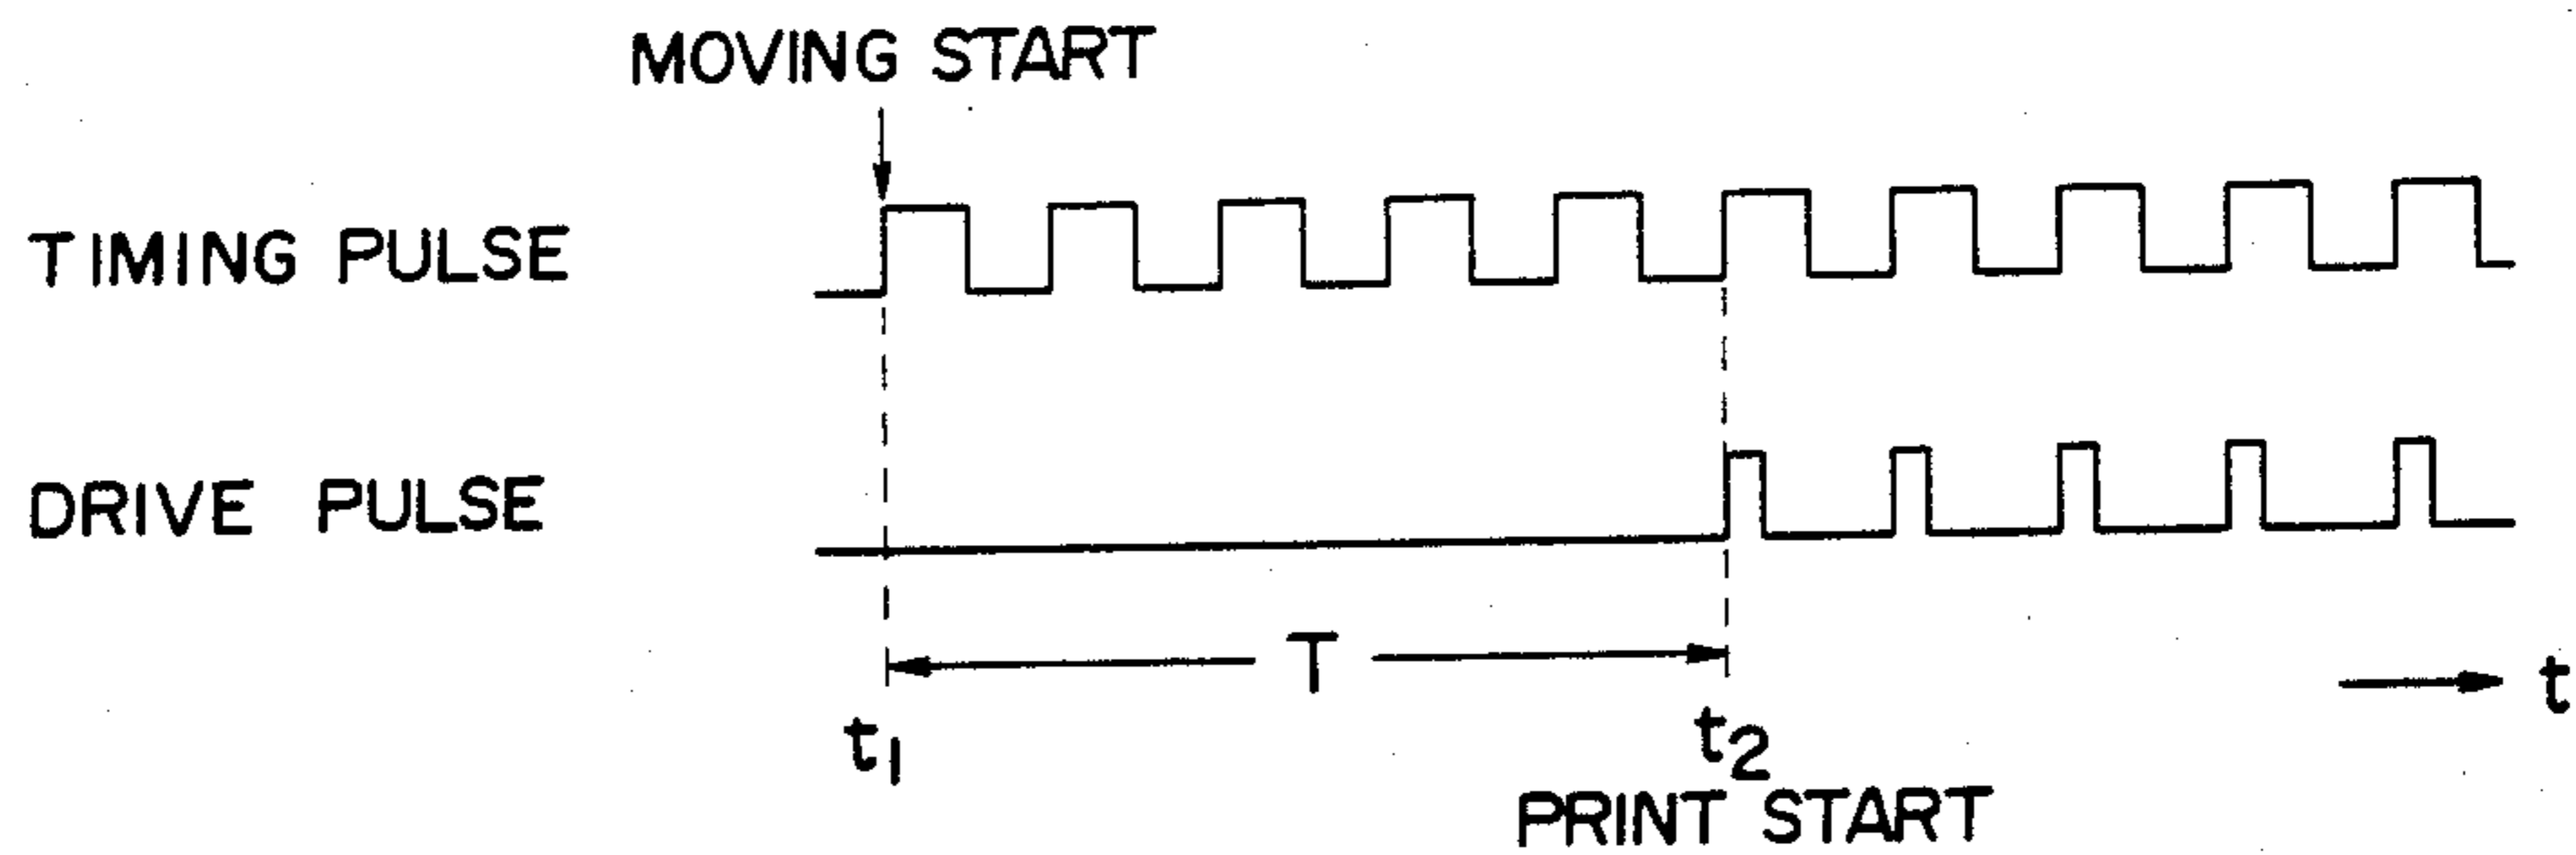 MOVING START
TIMING PULSE
DRIVE PULSE
T
t
t1
t2
PRINT START